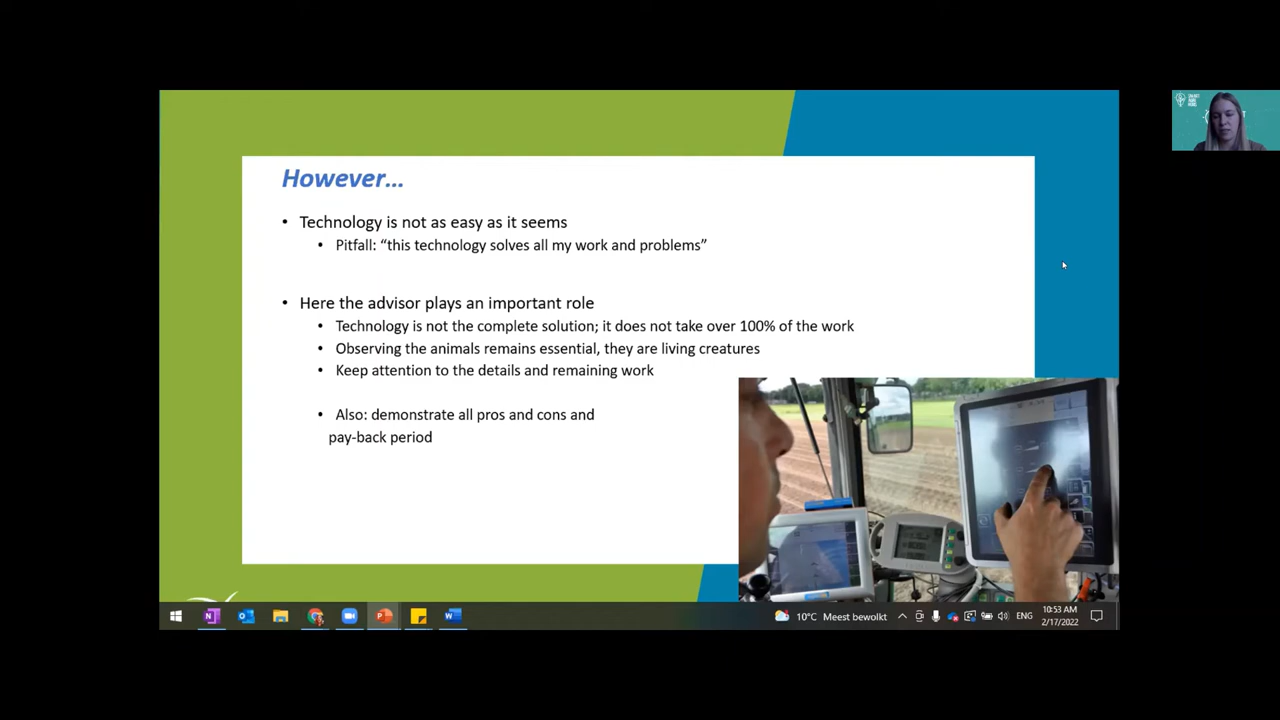 However...
• Technology is not as easy as it seems
• Pitfall: “this technology solves all my work and problems”
• Here the advisor plays an important role
• Technology is not the complete solution; it does not take over 100% of the work
• Observing the animals remains essential, they are living creatures
• Keep attention to the details and remaining work
• Also: demonstrate all pros and cons and
pay-back period
10°C Meest bewolkt
ENG
10:53 AM
2/17/2022